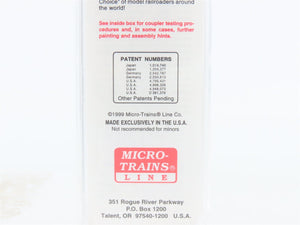 Choice" of model railroaders
around the world!
See inside box for coupler testing pro-
cedures and, in some cases, further
painting and assembly hints.
PATENT NUMBERS
Japan
Japan
Germany
Germany
U.S.A.
U.S.A.
U.S.A.
U.S.A.
Other Patents Pending
©1999 Micro-Trains® Line Co.
MADE EXCLUSIVELY IN THE U.S.A.
Not recommended for minors
MICRO-
TRAINS®
LINE
351 Rogue River Parkway
P.O. Box 1200
Talent, OR 97540-1200 U.S.A.